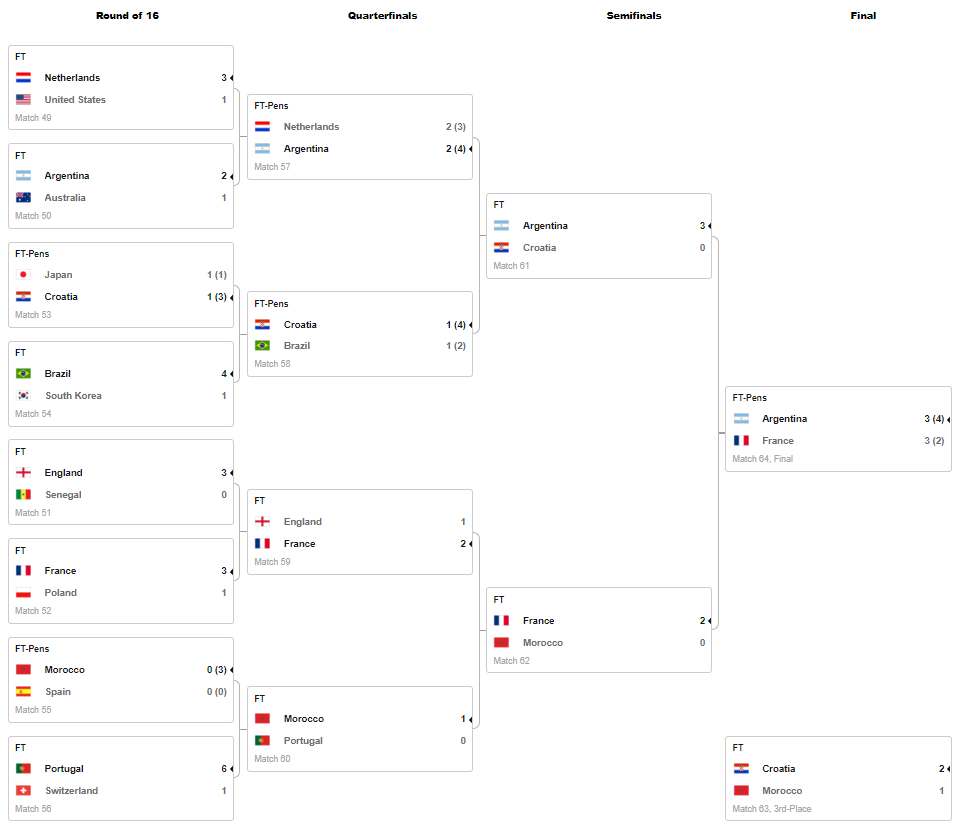 Round of 16
Quarterfinals
Semifinals
Final
FT
Netherlands 3
United States 1
Match 49
FT
Argentina 2
Australia 1
Match 50
FT-Pens
Japan 1 (1)
Croatia 1 (3)
Match 53
FT
Brazil 4
South Korea 1
Match 54
FT
England 3
Senegal 0
Match 51
FT
France 3
Poland 1
Match 52
FT-Pens
Morocco 0 (3)
Spain 0 (0)
Match 55
FT
Portugal 6
Switzerland 1
Match 56
FT-Pens
Netherlands 2 (3)
Argentina 2 (4)
Match 57
FT-Pens
Croatia 1 (4)
Brazil 1 (2)
Match 58
FT
England 1
France 2
Match 59
FT
Morocco 1
Portugal 0
Match 60
FT
Argentina 3
Croatia 0
Match 61
FT
France 2
Morocco 0
Match 62
FT-Pens
Argentina 3 (4)
France 3 (2)
Match 64, Final
FT
Croatia 2
Morocco 1
Match 63, 3rd-Place